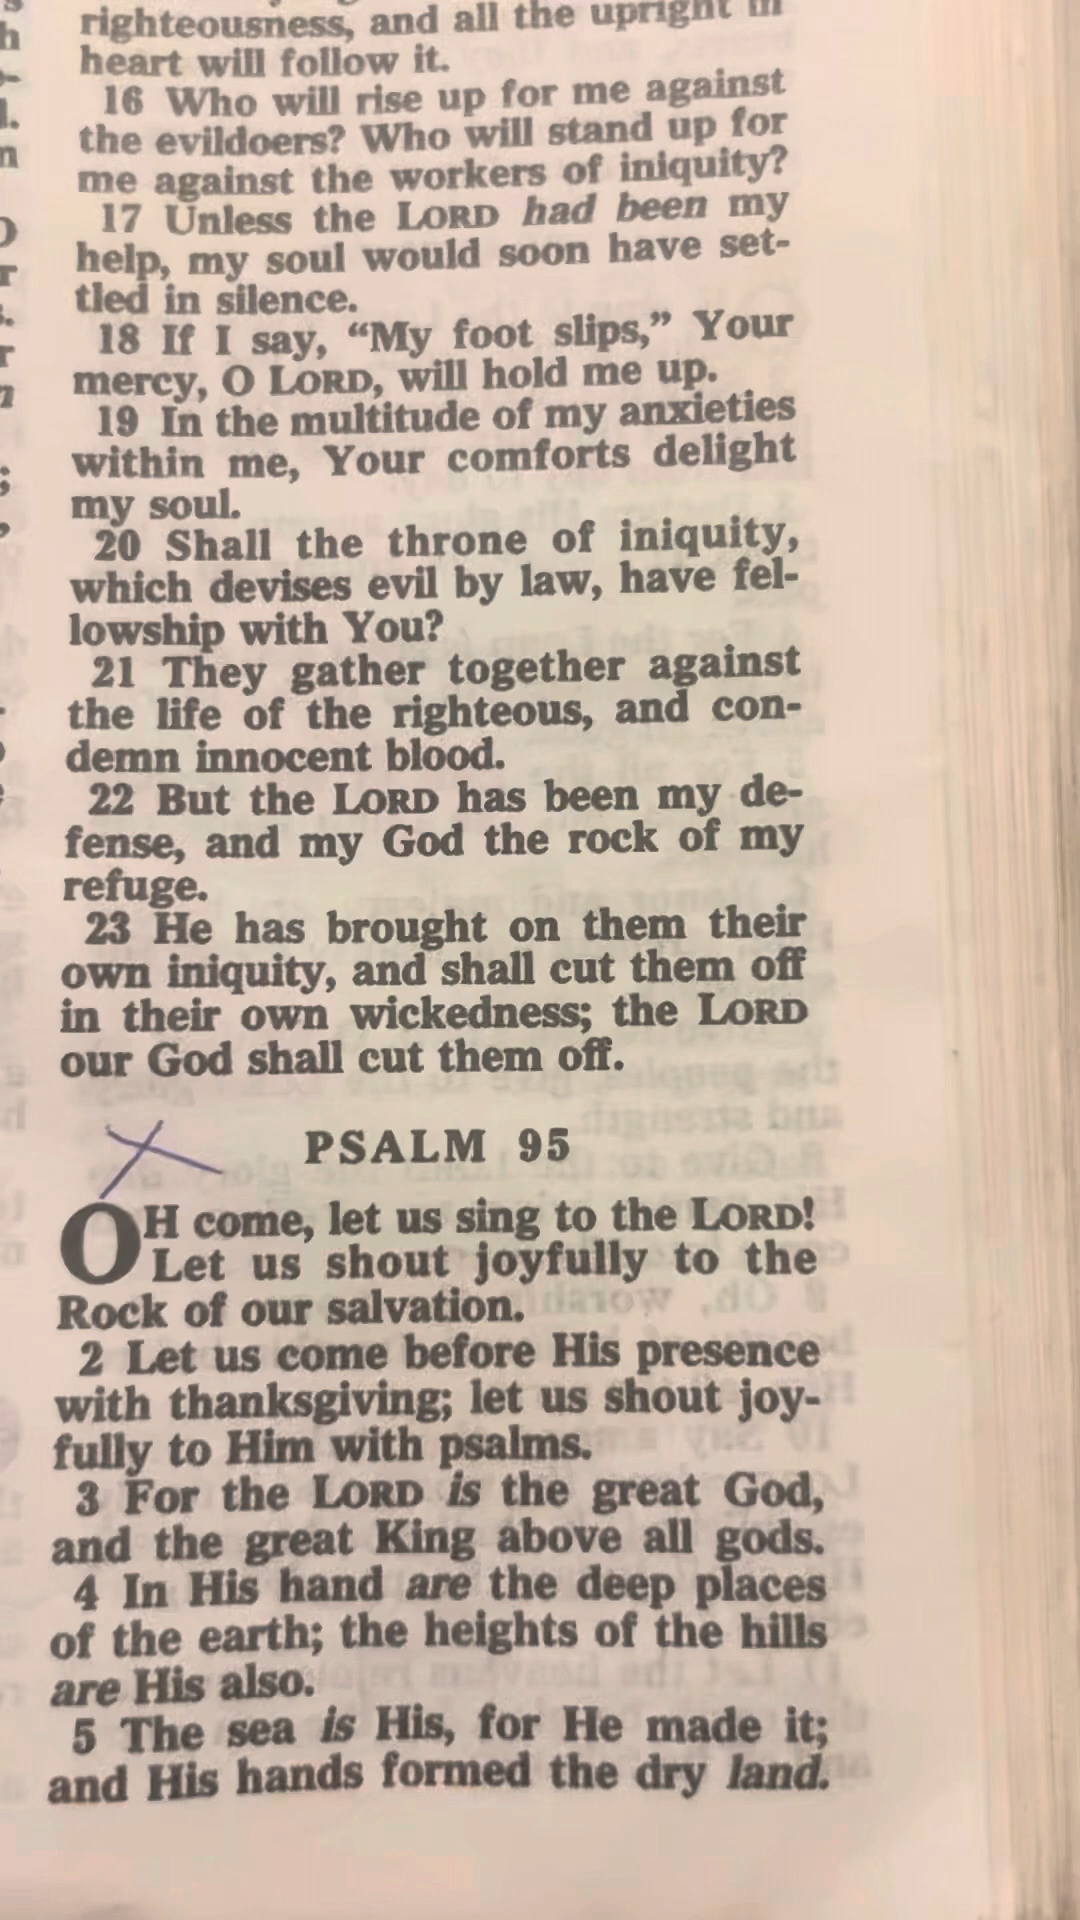 righteousness, and all the upright in
heart will follow it.
16 Who will rise up for me against
the evildoers? Who will stand up for
me against the workers of iniquity?
17 Unless the LORD had been my
help, my soul would soon have set-
tled in silence.
18 If I say, “My foot slips,” Your
mercy, O LORD, will hold me up.
19 In the multitude of my anxieties
within me, Your comforts delight
my soul.
20 Shall the throne of iniquity,
which devises evil by law, have fel-
lowship with You?
21 They gather together against
the life of the righteous, and con-
demn innocent blood.
22 But the LORD has been my de-
fense, and my God the rock of my
refuge.
23 He has brought on them their
own iniquity, and shall cut them off
in their own wickedness; the LORD
our God shall cut them off.
PSALM 95
OH come, let us sing to the LORD!
Let us shout joyfully to the
Rock of our salvation.
2 Let us come before His presence
with thanksgiving; let us shout joy-
fully to Him with psalms.
3 For the LORD is the great God,
and the great King above all gods.
4 In His hand are the deep places
of the earth; the heights of the hills
are His also.
5 The sea is His, for He made it;
and His hands formed the dry land.